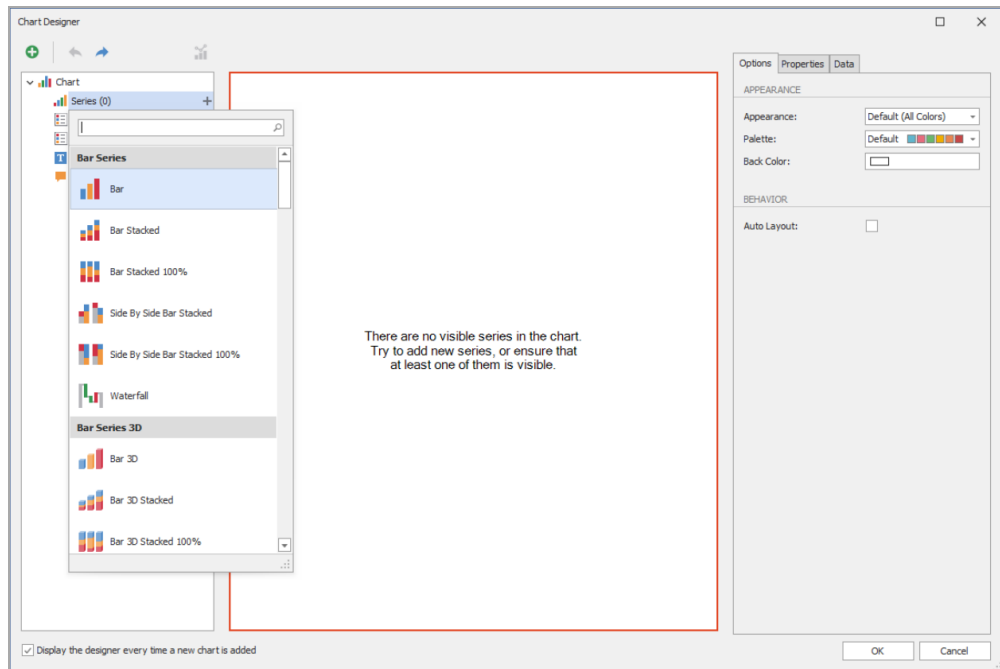 Chart Designer
Chart
Series (0)
T
Bar Series
Bar
Bar Stacked
Bar Stacked 100%
Side By Side Bar Stacked
Side By Side Bar Stacked 100%
Waterfall
Bar Series 3D
Bar 3D
Bar 3D Stacked
Bar 3D Stacked 100%
There are no visible series in the chart.
Try to add new series, or ensure that
at least one of them is visible.
Options Properties Data
APPEARANCE
Appearance: Default (All Colors)
Palette: Default
Back Color:
BEHAVIOR
Auto Layout:
Display the designer every time a new chart is added
OK Cancel